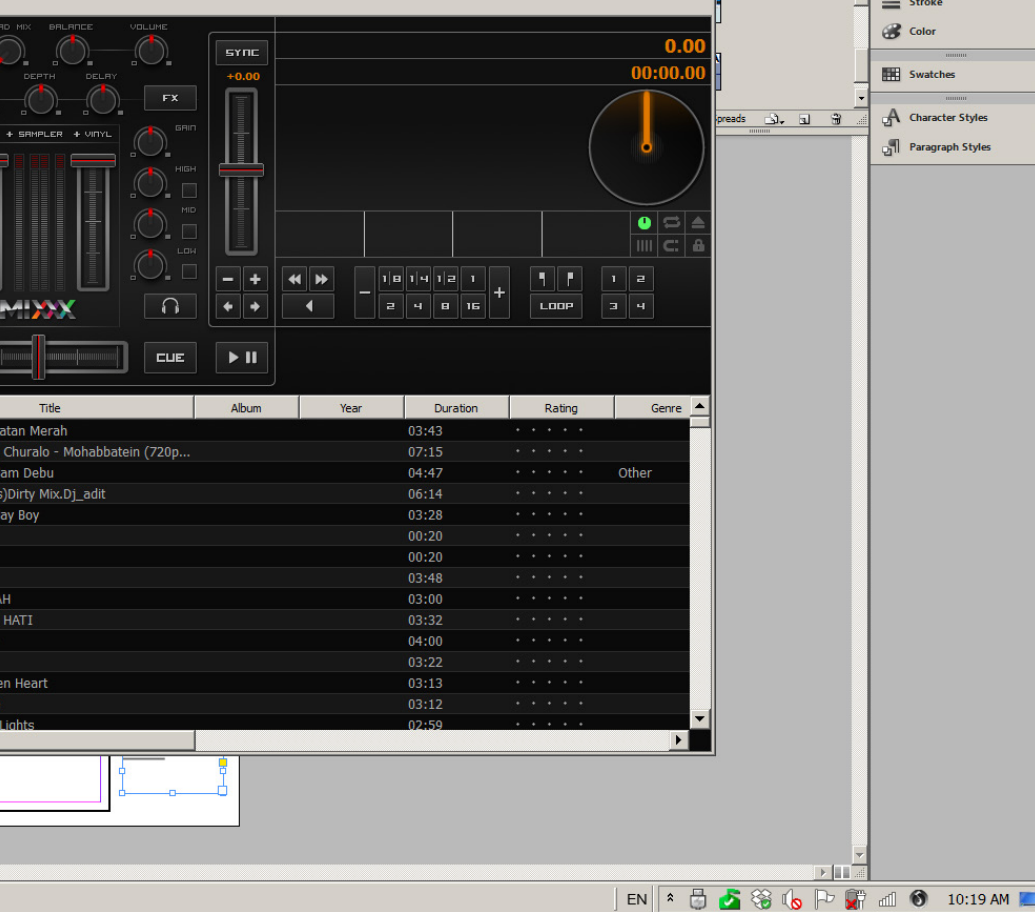 AD MIX BALANCE VOLUME
Stroke
Color
SYNC
0.00
+0.00
00:00.00
DEPTH DELAY
Swatches
FX
Spreads
Character Styles
+ SAMPLER + VINYL
GAIN
Paragraph Styles
HIGH
MID
LOW
- + 1|8 1|4 1|2 1 1 2
- +
2 4 8 16 LOOP 3 4
MIXXX
CUE
Title Album Year Duration Rating Genre
atan Merah 03:43
Churalo - Mohabbatein (720p... 07:15
am Debu 04:47 Other
s)Dirty Mix.Dj_adit 06:14
ay Boy 03:28
00:20
00:20
03:48
AH 03:00
HATI 03:32
04:00
03:22
en Heart 03:13
03:12
Lights 02:59
EN 10:19 AM